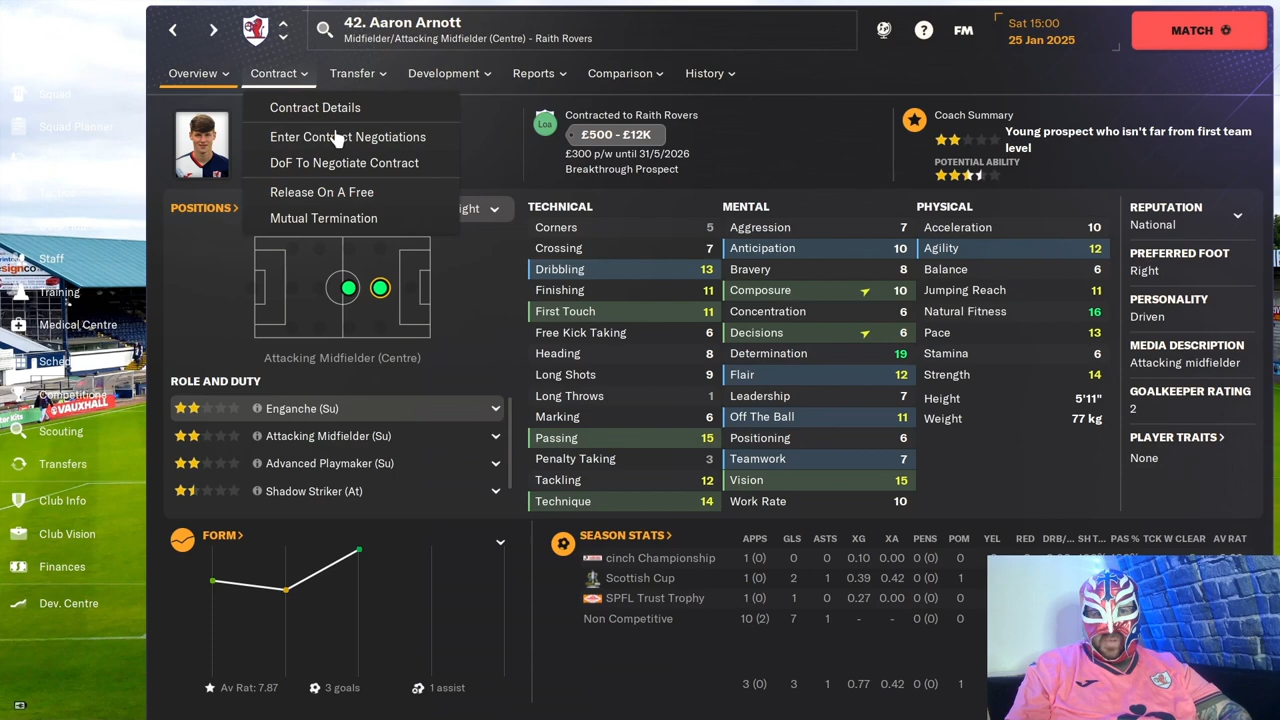 42. Aaron Arnott
Midfielder/Attacking Midfielder (Centre) - Raith Rovers
?
FM
Sat 15:00
25 Jan 2025
MATCH
Overview
Contract
Transfer
Development
Reports
Comparison
History
Contract Details
Enter Contract Negotiations
DoF To Negotiate Contract
Release On A Free
Mutual Termination
Squad
Squad Planner
Staff
Training
Medical Centre
Competitions
Scouting
Transfers
Club Info
Club Vision
Finances
Dev. Centre
VAUXHALL
Loa
Contracted to Raith Rovers
£500 - £12K
£300 p/w until 31/5/2026
Breakthrough Prospect
Coach Summary
Young prospect who isn't far from first team
level
POTENTIAL ABILITY
POSITIONS
Attacking Midfielder (Centre)
ROLE AND DUTY
Enganche (Su)
Attacking Midfielder (Su)
Advanced Playmaker (Su)
Shadow Striker (At)
TECHNICAL
Corners 5
Crossing 7
Dribbling 13
Finishing 11
First Touch 11
Free Kick Taking 6
Heading 8
Long Shots 9
Long Throws 1
Marking 6
Passing 15
Penalty Taking 3
Tackling 12
Technique 14
MENTAL
Aggression 7
Anticipation 10
Bravery 8
Composure 10
Concentration 6
Decisions 6
Determination 19
Flair 12
Leadership 7
Off The Ball 11
Positioning 6
Teamwork 7
Vision 15
Work Rate 10
PHYSICAL
Acceleration 10
Agility 12
Balance 6
Jumping Reach 11
Natural Fitness 16
Pace 13
Stamina 6
Strength 14
Height 5'11"
Weight 77 kg
REPUTATION
National
PREFERRED FOOT
Right
PERSONALITY
Driven
MEDIA DESCRIPTION
Attacking midfielder
GOALKEEPER RATING
2
PLAYER TRAITS
None
FORM
Av Rat: 7.87
3 goals
1 assist
SEASON STATS
APPS GLS ASTS XG XA PENS POM YEL RED DRB/... SH T... PAS % TCK W CLEAR AV RAT
cinch Championship 1 (0) 0 0 0.10 0.00 0 (0) 0
Scottish Cup 1 (0) 2 1 0.39 0.42 0 (0) 1
SPFL Trust Trophy 1 (0) 1 0 0.27 0.00 0 (0) 0
Non Competitive 10 (2) 7 1 - - 0 (0) 0
3 (0) 3 1 0.77 0.42 0 (0) 1